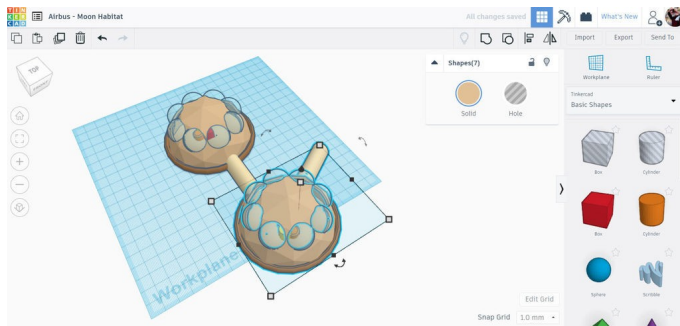 TIN
KER
CAD
AIrbus - Moon Habitat
All changes saved
What's New
Import
Export
Send To
TOP
Shapes(7)
Solid
Hole
Workplane
Ruler
Tinkercad
Basic Shapes
Box
Cylinder
Box
Cylinder
Sphere
Scribble
Workplane
Edit Grid
Snap Grid
1.0 mm